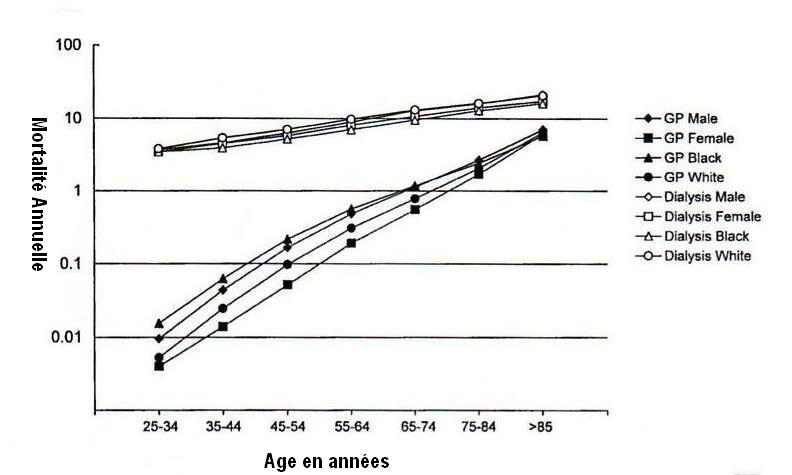 100
10
1
0.1
0.01
Mortalité Annuelle
25-34 35-44 45-54 55-64 65-74 75-84 >85
Age en années
GP Male
GP Female
GP Black
GP White
Dialysis Male
Dialysis Female
Dialysis Black
Dialysis White